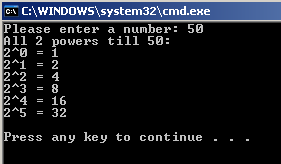 C:\WINDOWS\system32\cmd.exe
Please enter a number: 50
All 2 powers till 50:
2^0 = 1
2^1 = 2
2^2 = 4
2^3 = 8
2^4 = 16
2^5 = 32
Press any key to continue . . .